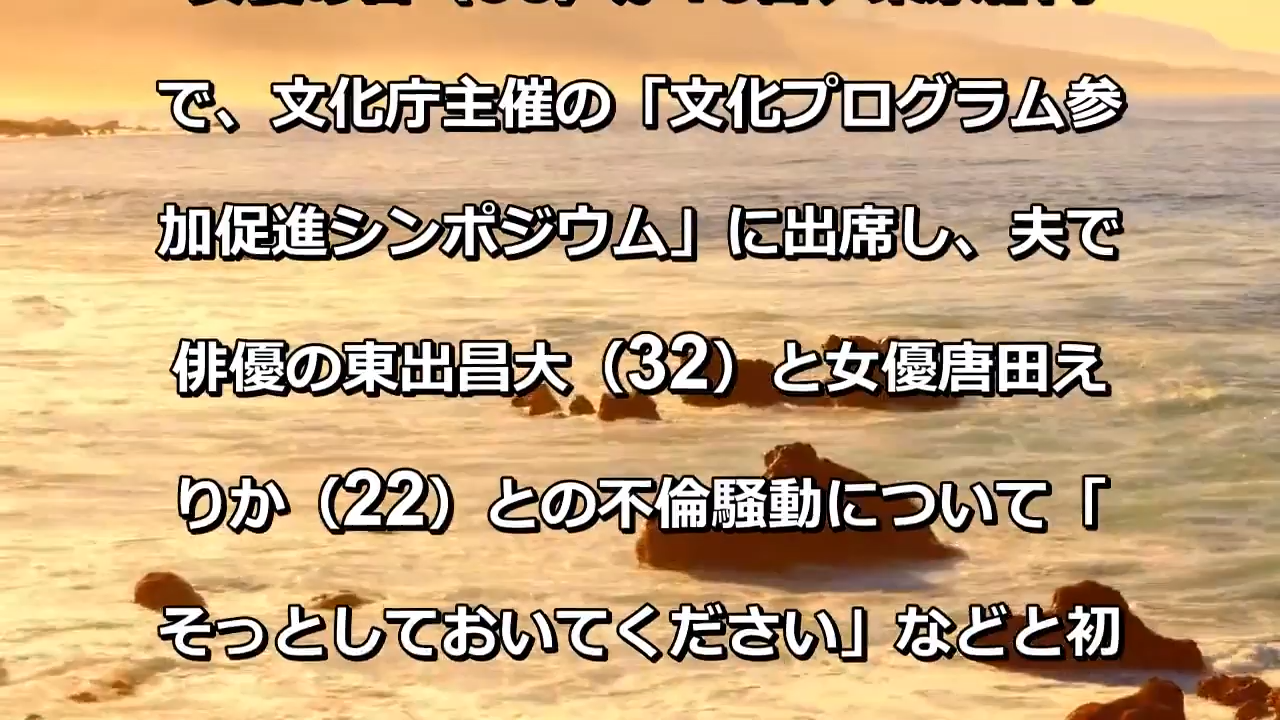 で、文化庁主催の「文化プログラム参
加促進シンポジウム」に出席し、夫で
俳優の東出昌大（32）と女優唐田え
りか（22）との不倫騒動について「
そっとしておいてください」などと初